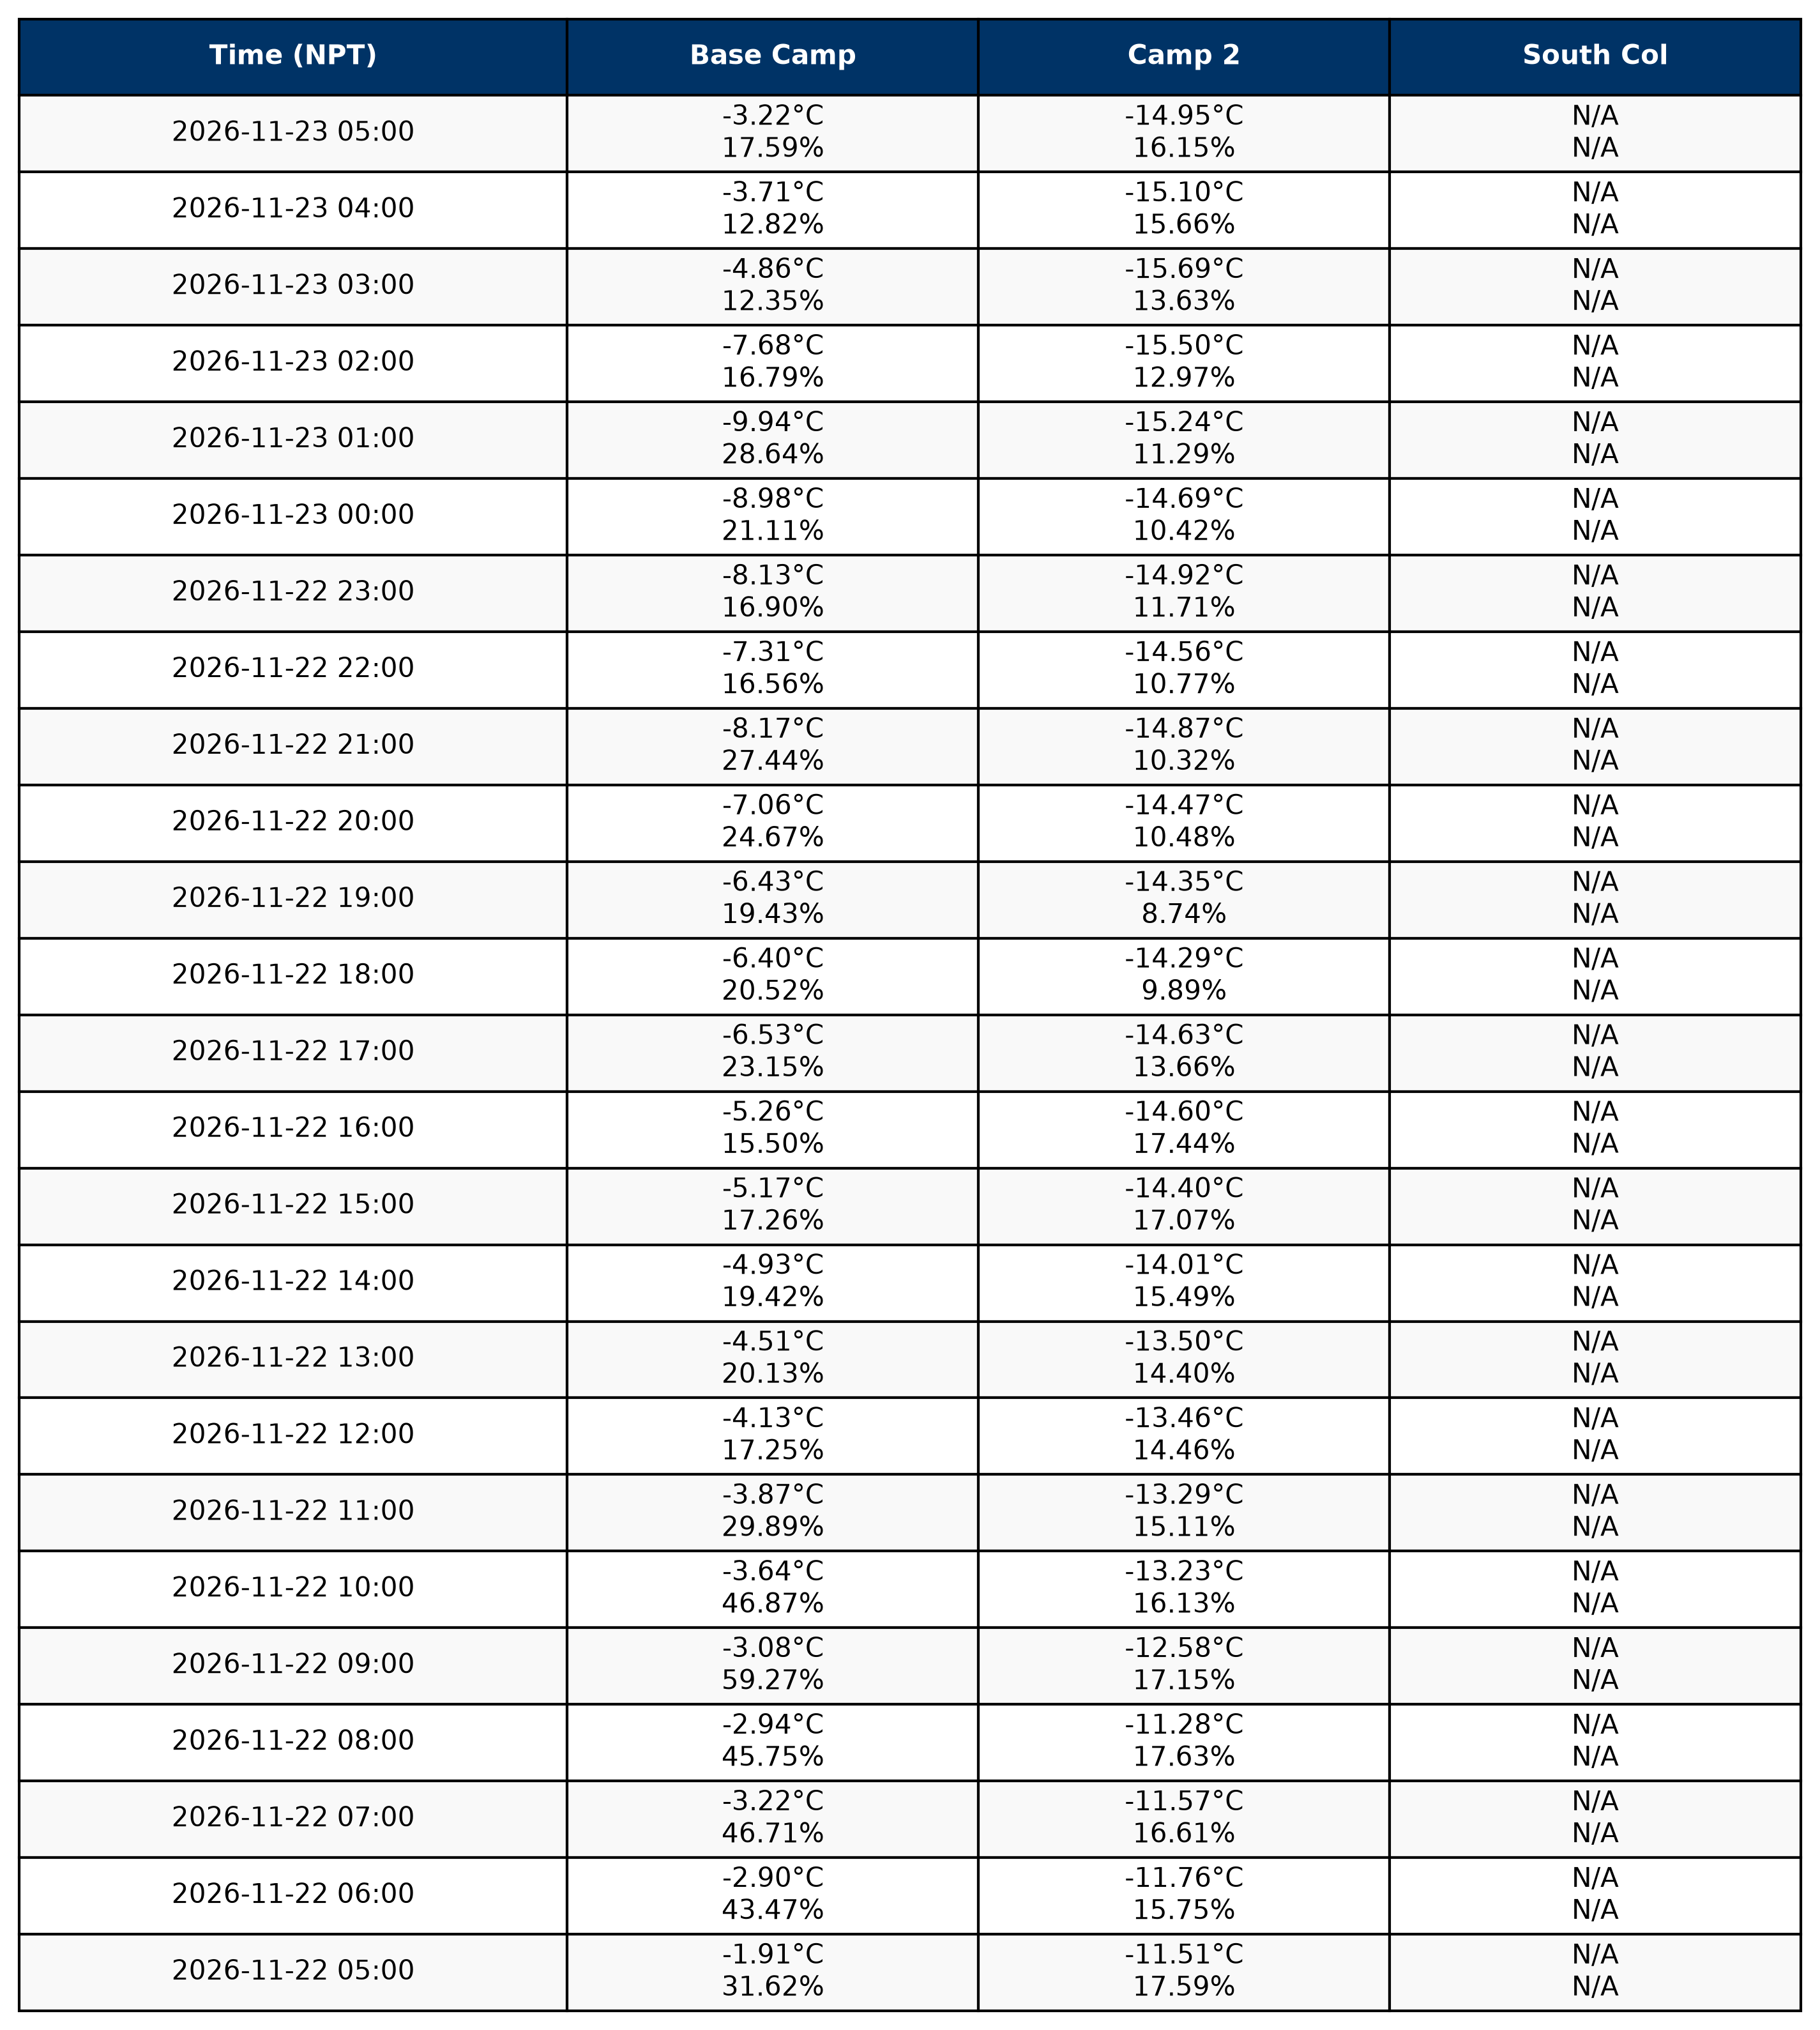 Time (NPT) Base Camp Camp 2 South Col
-3.22°C -14.95°C N/A
2026-11-23 05:00
17.59% 16.15% N/A
-3.71°C -15.10°C N/A
2026-11-23 04:00
12.82% 15.66% N/A
-4.86°C -15.69°C N/A
2026-11-23 03:00
12.35% 13.63% N/A
-7.68°C -15.50°C N/A
2026-11-23 02:00
16.79% 12.97% N/A
-9.94°C -15.24°C N/A
2026-11-23 01:00
28.64% 11.29% N/A
-8.98°C -14.69°C N/A
2026-11-23 00:00
21.11% 10.42% N/A
-8.13°C -14.92°C N/A
2026-11-22 23:00
16.90% 11.71% N/A
-7.31°C -14.56°C N/A
2026-11-22 22:00
16.56% 10.77% N/A
-8.17°C -14.87°C N/A
2026-11-22 21:00
27.44% 10.32% N/A
-7.06°C -14.47°C N/A
2026-11-22 20:00
24.67% 10.48% N/A
-6.43°C -14.35°C N/A
2026-11-22 19:00
19.43% 8.74% N/A
-6.40°C -14.29°C N/A
2026-11-22 18:00
20.52% 9.89% N/A
-6.53°C -14.63°C N/A
2026-11-22 17:00
23.15% 13.66% N/A
-5.26°C -14.60°C N/A
2026-11-22 16:00
15.50% 17.44% N/A
-5.17°C -14.40°C N/A
2026-11-22 15:00
17.26% 17.07% N/A
-4.93°C -14.01°C N/A
2026-11-22 14:00
19.42% 15.49% N/A
-4.51°C -13.50°C N/A
2026-11-22 13:00
20.13% 14.40% N/A
-4.13°C -13.46°C N/A
2026-11-22 12:00
17.25% 14.46% N/A
-3.87°C -13.29°C N/A
2026-11-22 11:00
29.89% 15.11% N/A
-3.64°C -13.23°C N/A
2026-11-22 10:00
46.87% 16.13% N/A
-3.08°C -12.58°C N/A
2026-11-22 09:00
59.27% 17.15% N/A
-2.94°C -11.28°C N/A
2026-11-22 08:00
45.75% 17.63% N/A
-3.22°C -11.57°C N/A
2026-11-22 07:00
46.71% 16.61% N/A
-2.90°C -11.76°C N/A
2026-11-22 06:00
43.47% 15.75% N/A
-1.91°C -11.51°C N/A
2026-11-22 05:00
31.62% 17.59% N/A